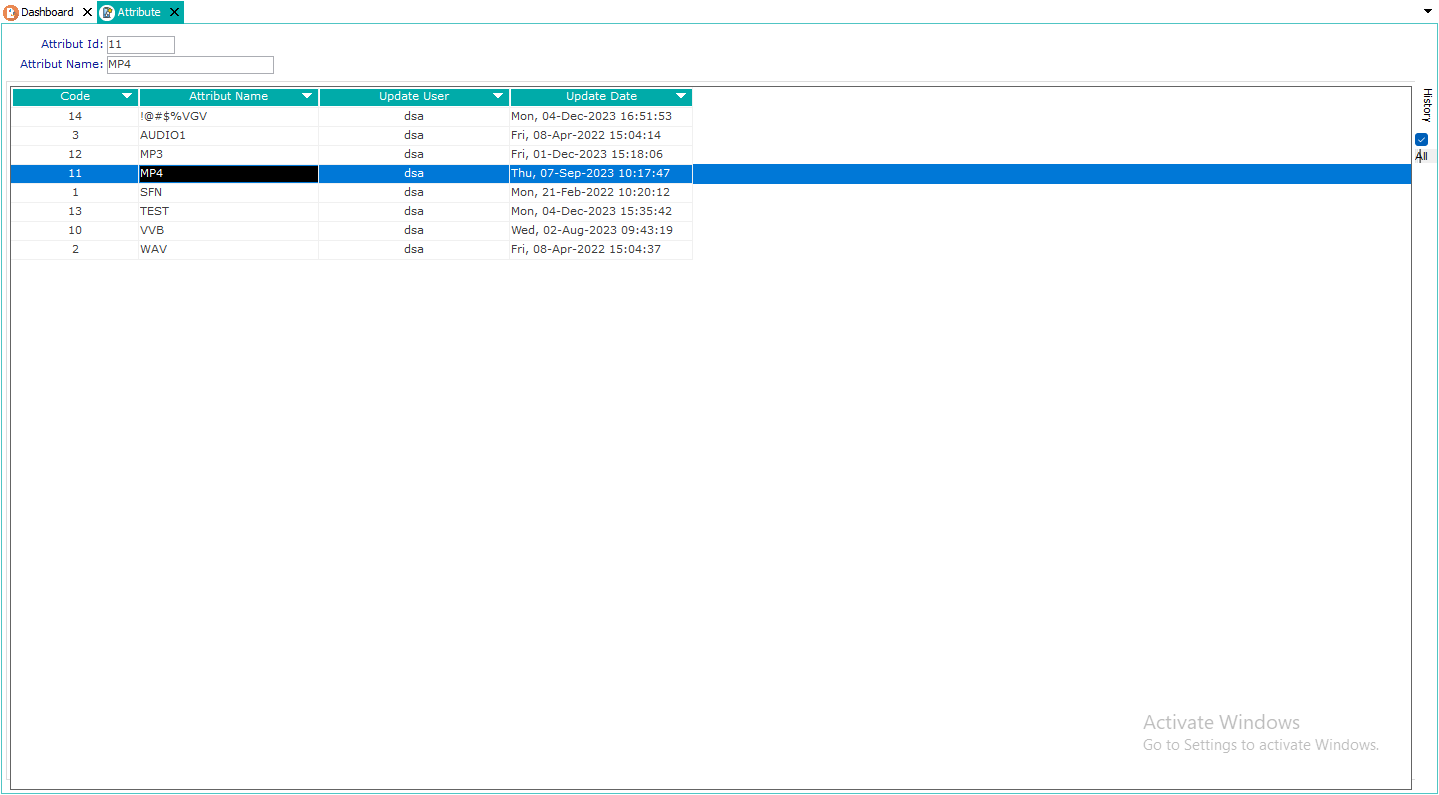 Dashboard Attribute
Attribut Id: 11
Attribut Name: MP4
Code Attribut Name Update User Update Date
14 !@#$%VGV dsa Mon, 04-Dec-2023 16:51:53
3 AUDIO1 dsa Fri, 08-Apr-2022 15:04:14
12 MP3 dsa Fri, 01-Dec-2023 15:18:06
11 MP4 dsa Thu, 07-Sep-2023 10:17:47
1 SFN dsa Mon, 21-Feb-2022 10:20:12
13 TEST dsa Mon, 04-Dec-2023 15:35:42
10 VVB dsa Wed, 02-Aug-2023 09:43:19
2 WAV dsa Fri, 08-Apr-2022 15:04:37
History
All
Activate Windows
Go to Settings to activate Windows.